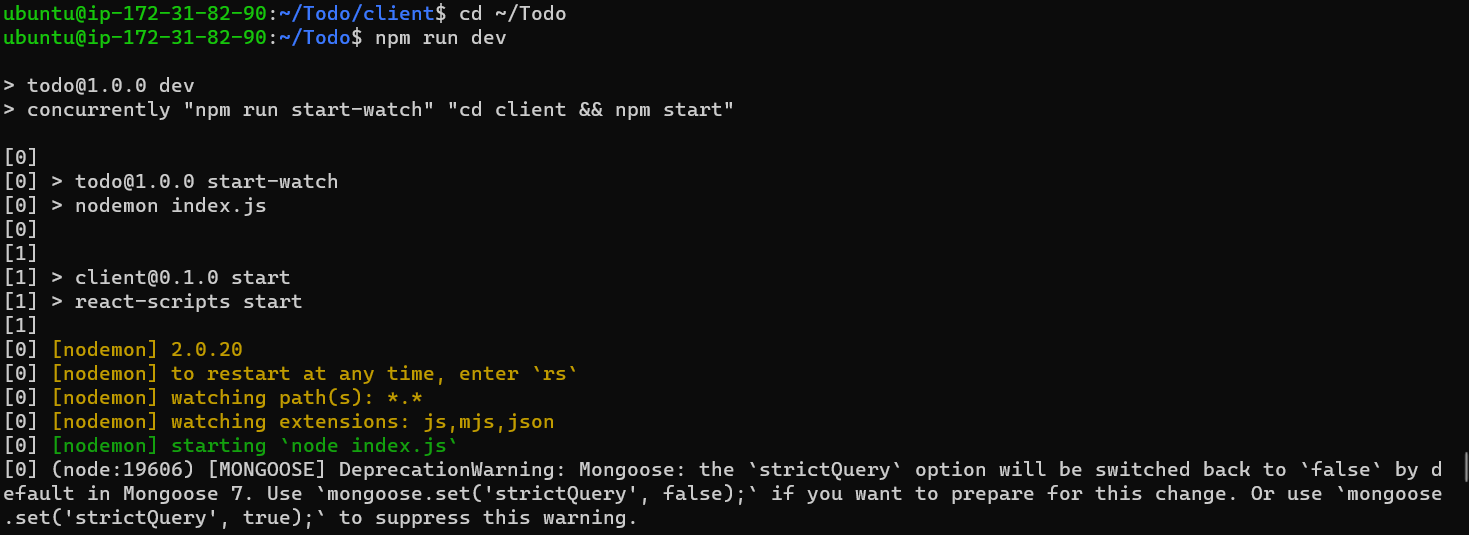 ubuntu@ip-172-31-82-90:~/Todo/client$ cd ~/Todo
ubuntu@ip-172-31-82-90:~/Todo$ npm run dev
> todo@1.0.0 dev
> concurrently "npm run start-watch" "cd client && npm start"
[0]
[0] > todo@1.0.0 start-watch
[0] > nodemon index.js
[0]
[1]
[1] > client@0.1.0 start
[1] > react-scripts start
[1]
[0] [nodemon] 2.0.20
[0] [nodemon] to restart at any time, enter `rs`
[0] [nodemon] watching path(s): *.*
[0] [nodemon] watching extensions: js,mjs,json
[0] [nodemon] starting `node index.js`
[0] (node:19606) [MONGOOSE] DeprecationWarning: Mongoose: the `strictQuery` option will be switched back to `false` by d
efault in Mongoose 7. Use `mongoose.set('strictQuery', false);` if you want to prepare for this change. Or use `mongoose
.set('strictQuery', true);` to suppress this warning.